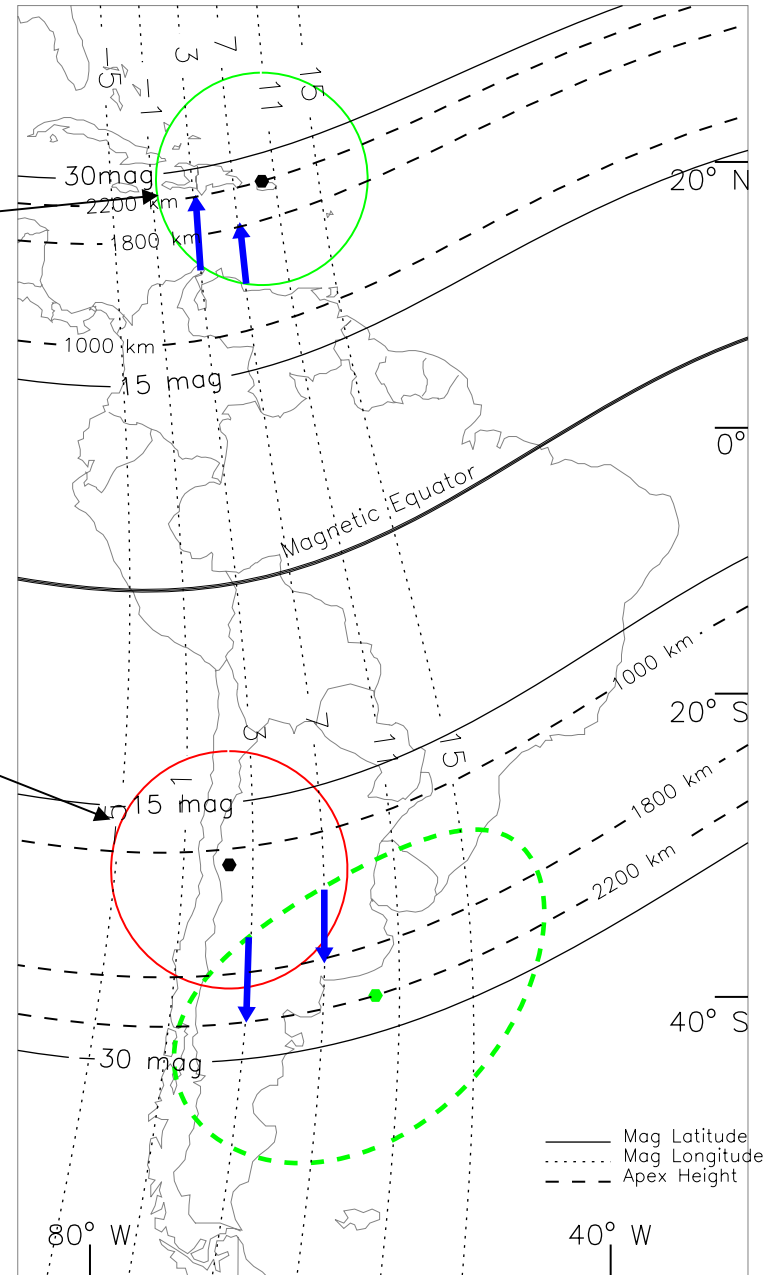 -5
-1
3
7
11
15
30mag
20° N
2200 km
1800 km
1000 km
15 mag
0°
Magnetic Equator
1000 km
20° S
3
7
11
15
1
-15 mag
1800 km
2200 km
40° S
-30 mag
Mag Latitude
Mag Longitude
Apex Height
80° W
40° W